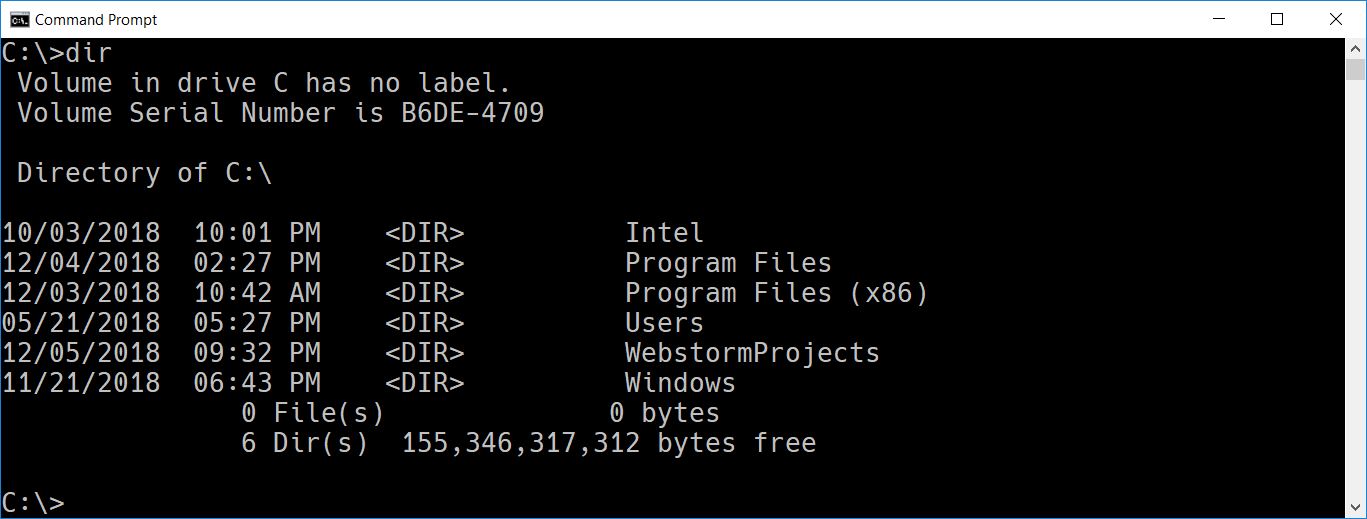 Command Prompt
C:\>dir
 Volume in drive C has no label.
 Volume Serial Number is B6DE-4709

 Directory of C:\

10/03/2018  10:01 PM    <DIR>          Intel
12/04/2018  02:27 PM    <DIR>          Program Files
12/03/2018  10:42 AM    <DIR>          Program Files (x86)
05/21/2018  05:27 PM    <DIR>          Users
12/05/2018  09:32 PM    <DIR>          WebstormProjects
11/21/2018  06:43 PM    <DIR>          Windows
               0 File(s)              0 bytes
               6 Dir(s)  155,346,317,312 bytes free

C:\>